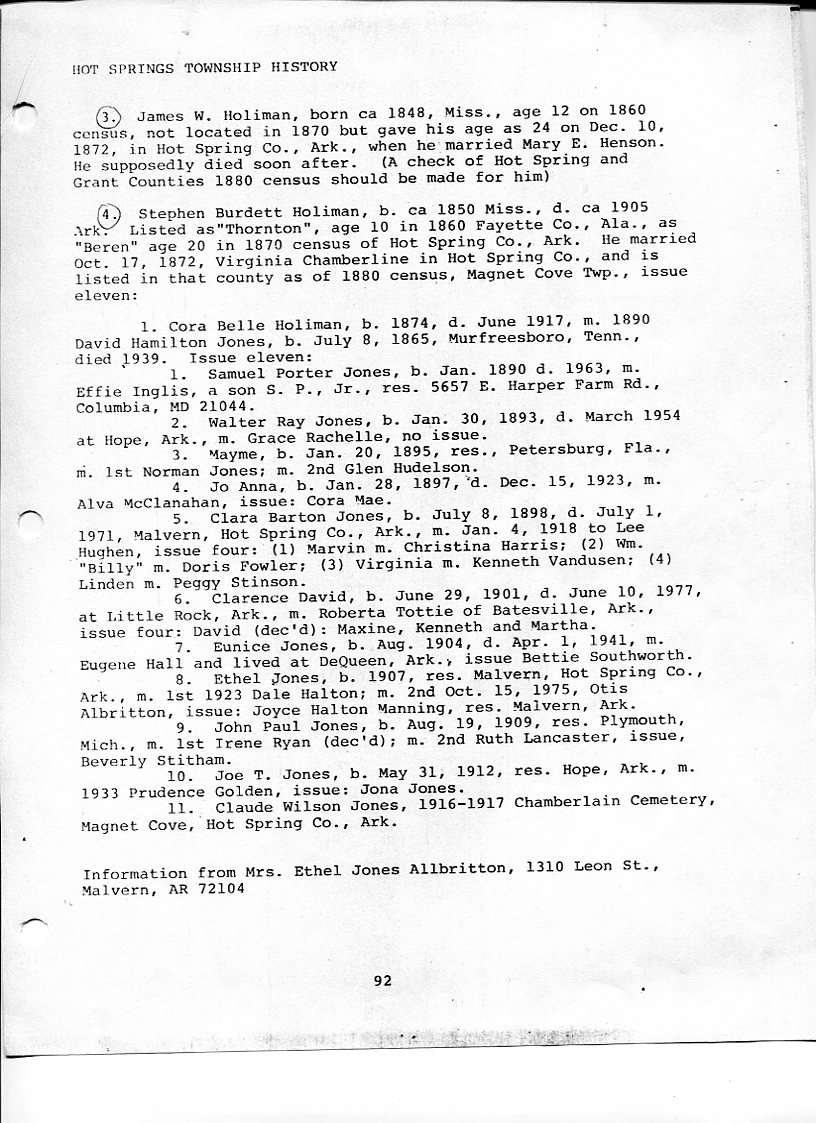 HOT SPRINGS TOWNSHIP HISTORY
3. James W. Holiman, born ca 1848, Miss., age 12 on 1860
census, not located in 1870 but gave his age as 24 on Dec. 10,
1872, in Hot Spring Co., Ark., when he married Mary E. Henson.
He supposedly died soon after. (A check of Hot Spring and
Grant Counties 1880 census should be made for him)
4. Stephen Burdett Holiman, b. ca 1850 Miss., d. ca 1905
Ark. Listed as"Thornton", age 10 in 1860 Fayette Co., Ala., as
"Beren" age 20 in 1870 census of Hot Spring Co., Ark. He married
Oct. 17, 1872, Virginia Chamberline in Hot Spring Co., and is
listed in that county as of 1880 census, Magnet Cove Twp., issue
eleven:
1. Cora Belle Holiman, b. 1874, d. June 1917, m. 1890
David Hamilton Jones, b. July 8, 1865, Murfreesboro, Tenn.,
died 1939. Issue eleven:
1. Samuel Porter Jones, b. Jan. 1890 d. 1963, m.
Effie Inglis, a son S. P., Jr., res. 5657 E. Harper Farm Rd.,
Columbia, MD 21044.
2. Walter Ray Jones, b. Jan. 30, 1893, d. March 1954
at Hope, Ark., m. Grace Rachelle, no issue.
3. Mayme, b. Jan. 20, 1895, res., Petersburg, Fla.,
m. 1st Norman Jones; m. 2nd Glen Hudelson.
4. Jo Anna, b. Jan. 28, 1897, d. Dec. 15, 1923, m.
Alva McClanahan, issue: Cora Mae.
5. Clara Barton Jones, b. July 8, 1898, d. July 1,
1971, Malvern, Hot Spring Co., Ark., m. Jan. 4, 1918 to Lee
Hughen, issue four: (1) Marvin m. Christina Harris; (2) Wm.
"Billy" m. Doris Fowler; (3) Virginia m. Kenneth Vandusen; (4)
Linden m. Peggy Stinson.
6. Clarence David, b. June 29, 1901, d. June 10, 1977,
at Little Rock, Ark., m. Roberta Tottie of Batesville, Ark.,
issue four: David (dec'd): Maxine, Kenneth and Martha.
7. Eunice Jones, b. Aug. 1904, d. Apr. 1, 1941, m.
Eugene Hall and lived at DeQueen, Ark., issue Bettie Southworth.
8. Ethel Jones, b. 1907, res. Malvern, Hot Spring Co.,
Ark., m. 1st 1923 Dale Halton; m. 2nd Oct. 15, 1975, Otis
Albritton, issue: Joyce Halton Manning, res. Malvern, Ark.
9. John Paul Jones, b. Aug. 19, 1909, res. Plymouth,
Mich., m. 1st Irene Ryan (dec'd); m. 2nd Ruth Lancaster, issue,
Beverly Stitham.
10. Joe T. Jones, b. May 31, 1912, res. Hope, Ark., m.
1933 Prudence Golden, issue: Jona Jones.
11. Claude Wilson Jones, 1916-1917 Chamberlain Cemetery,
Magnet Cove, Hot Spring Co., Ark.
Information from Mrs. Ethel Jones Allbritton, 1310 Leon St.,
Malvern, AR 72104
92